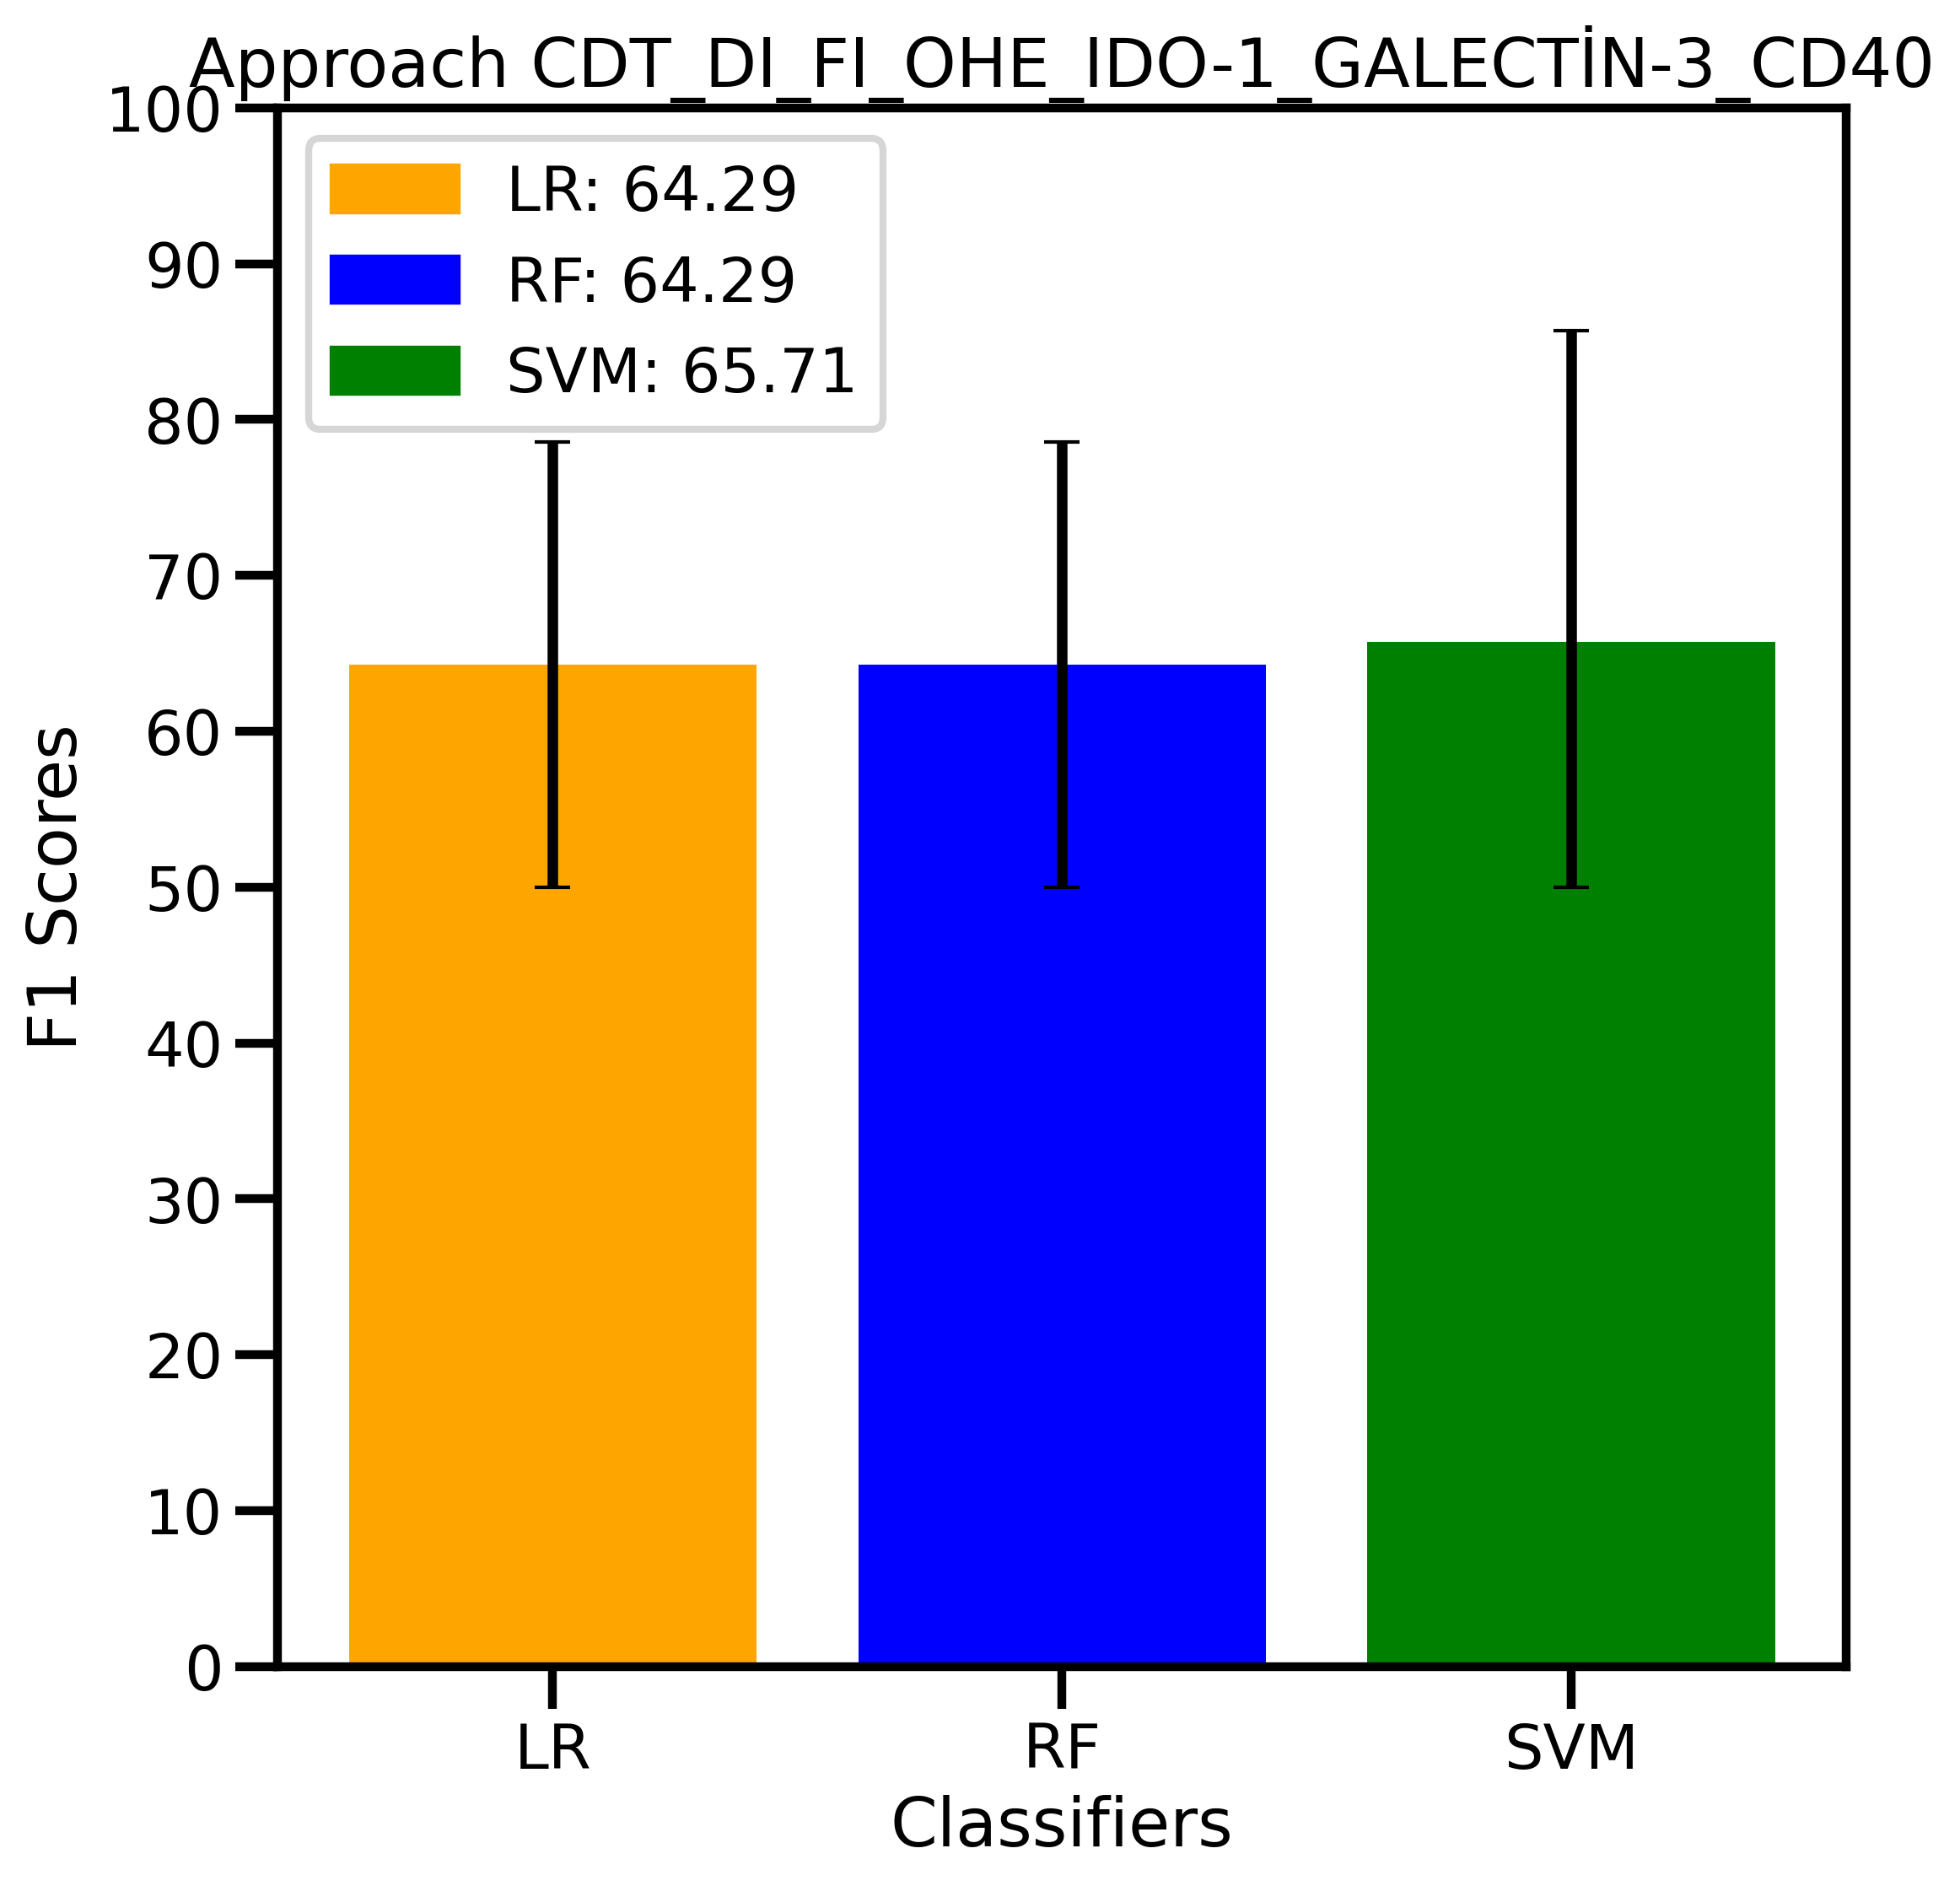 Approach CDT_DI_FI_OHE_IDO-1_GALECTİN-3_CD40
100
90
80
70
60
50
40
30
20
10
0
F1 Scores
LR: 64.29
RF: 64.29
SVM: 65.71
LR
RF
SVM
Classifiers